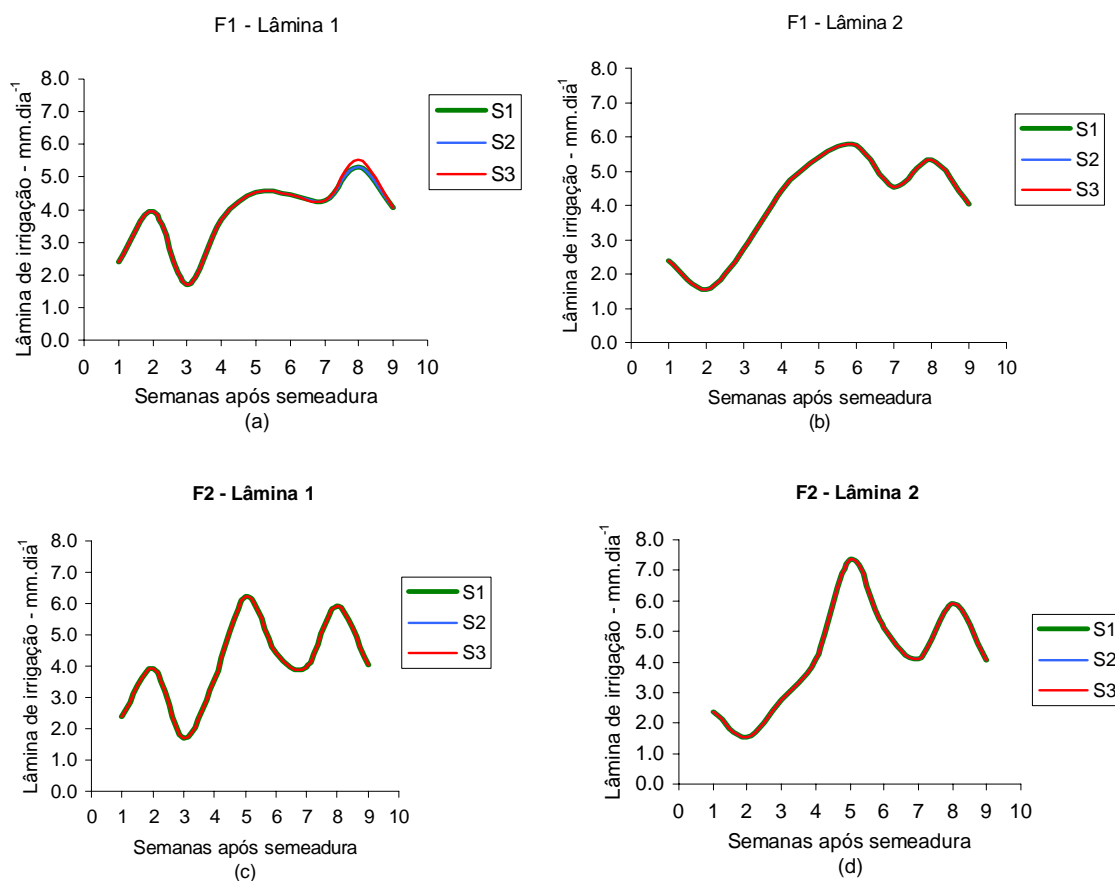 F1 - Lâmina 1
Lâmina de irrigação - mm.dia-1
8.0
7.0
6.0
5.0
4.0
3.0
2.0
1.0
0.0
0 1 2 3 4 5 6 7 8 9 10
Semanas após semeadura
(a)
S1
S2
S3
F1 - Lâmina 2
Lâmina de irrigação - mm.dia-1
8.0
7.0
6.0
5.0
4.0
3.0
2.0
1.0
0.0
0 1 2 3 4 5 6 7 8 9 10
Semanas após semeadura
(b)
S1
S2
S3
F2 - Lâmina 1
Lâmina de irrigação - mm.dia-1
8.0
7.0
6.0
5.0
4.0
3.0
2.0
1.0
0.0
0 1 2 3 4 5 6 7 8 9 10
Semanas após semeadura
(c)
S1
S2
S3
F2 - Lâmina 2
Lâmina de irrigação - mm.dia-1
8.0
7.0
6.0
5.0
4.0
3.0
2.0
1.0
0.0
0 1 2 3 4 5 6 7 8 9 10
Semanas após semeadura
(d)
S1
S2
S3